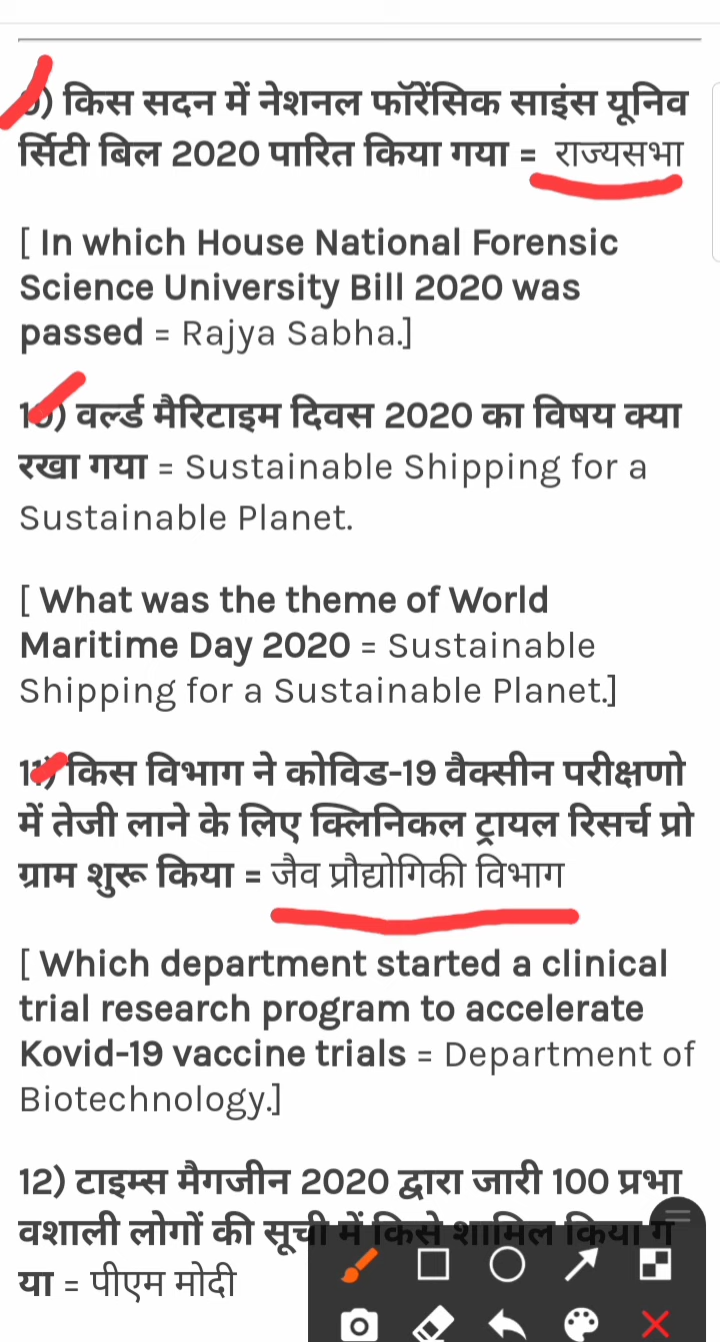 ) किस सदन में नेशनल फॉरेंसिक साइंस यूनिव
र्सिटी बिल 2020 पारित किया गया = राज्यसभा
[ In which House National Forensic
Science University Bill 2020 was
passed = Rajya Sabha.]
10) वर्ल्ड मैरिटाइम दिवस 2020 का विषय क्या
रखा गया = Sustainable Shipping for a
Sustainable Planet.
[ What was the theme of World
Maritime Day 2020 = Sustainable
Shipping for a Sustainable Planet.]
11) किस विभाग ने कोविड-19 वैक्सीन परीक्षणो
में तेजी लाने के लिए क्लिनिकल ट्रायल रिसर्च प्रो
ग्राम शुरू किया = जैव प्रौद्योगिकी विभाग
[ Which department started a clinical
trial research program to accelerate
Kovid-19 vaccine trials = Department of
Biotechnology.]
12) टाइम्स मैगजीन 2020 द्वारा जारी 100 प्रभा
वशाली लोगों की सूची में किसे शामिल किया ग
या = पीएम मोदी